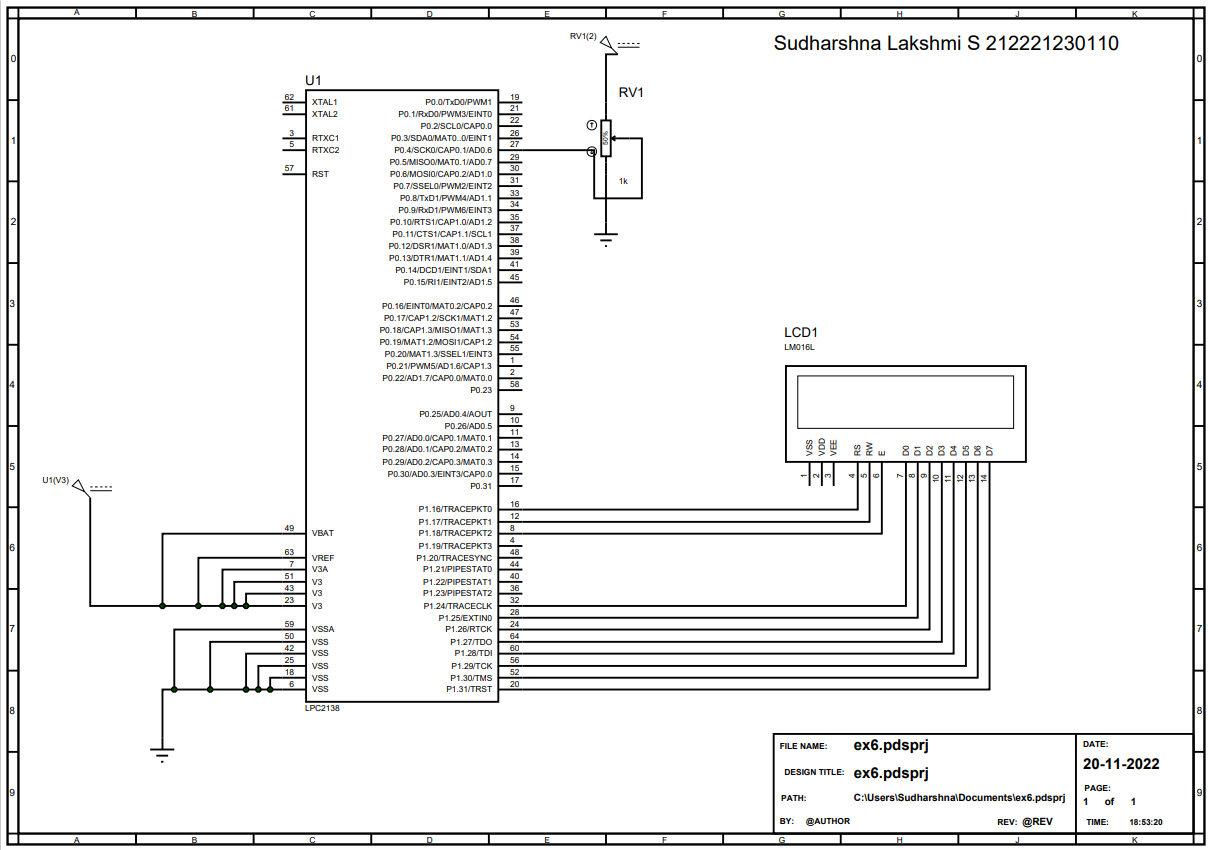 A B C D E F G H J K
Sudharshna Lakshmi S 212221230110
RV1(2)
RV1
50%
1k
U1
62 XTAL1
61 XTAL2
3 RTXC1
5 RTXC2
57 RST
P0.0/TxD0/PWM1 19
P0.1/RxD0/PWM3/EINT0 21
P0.2/SCL0/CAP0.0 22
P0.3/SDA0/MAT0..0/EINT1 26
P0.4/SCK0/CAP0.1/AD0.6 27
P0.5/MISO0/MAT0.1/AD0.7 29
P0.6/MOSI0/CAP0.2/AD1.0 30
P0.7/SSEL0/PWM2/EINT2 31
P0.8/TxD1/PWM4/AD1.1 33
P0.9/RxD1/PWM6/EINT3 34
P0.10/RTS1/CAP1.0/AD1.2 35
P0.11/CTS1/CAP1.1/SCL1 37
P0.12/DSR1/MAT1.0/AD1.3 38
P0.13/DTR1/MAT1.1/AD1.4 39
P0.14/DCD1/EINT1/SDA1 41
P0.15/RI1/EINT2/AD1.5 45
P0.16/EINT0/MAT0.2/CAP0.2 46
P0.17/CAP1.2/SCK1/MAT1.2 47
P0.18/CAP1.3/MISO1/MAT1.3 53
P0.19/MAT1.2/MOSI1/CAP1.2 54
P0.20/MAT1.3/SSEL1/EINT3 55
P0.21/PWM5/AD1.6/CAP1.3 1
P0.22/AD1.7/CAP0.0/MAT0.0 2
P0.23 58
P0.25/AD0.4/AOUT 9
P0.26/AD0.5 10
P0.27/AD0.0/CAP0.1/MAT0.1 11
P0.28/AD0.1/CAP0.2/MAT0.2 13
P0.29/AD0.2/CAP0.3/MAT0.3 14
P0.30/AD0.3/EINT3/CAP0.0 15
P0.31 17
P1.16/TRACEPKT0 16
P1.17/TRACEPKT1 12
P1.18/TRACEPKT2 8
P1.19/TRACEPKT3 4
P1.20/TRACESYNC 48
P1.21/PIPESTAT0 44
P1.22/PIPESTAT1 40
P1.23/PIPESTAT2 36
P1.24/TRACECLK 32
P1.25/EXTIN0 28
P1.26/RTCK 24
P1.27/TDO 64
P1.28/TDI 60
P1.29/TCK 56
P1.30/TMS 52
P1.31/TRST 20
U1(V3)
49 VBAT
63 VREF
7 V3A
51 V3
43 V3
23 V3
59 VSSA
50 VSS
42 VSS
25 VSS
18 VSS
6 VSS
LPC2138
LCD1
LM016L
VSS VDD VEE RS RW E D0 D1 D2 D3 D4 D5 D6 D7
1 2 3 4 5 6 7 8 9 10 11 12 13 14
0 0
1 1
2 2
3 3
4 4
5 5
6 6
7 7
8 8
9 9
FILE NAME: ex6.pdsprj
DESIGN TITLE: ex6.pdsprj
PATH: C:\Users\Sudharshna\Documents\ex6.pdsprj
BY: @AUTHOR REV: @REV
DATE:
20-11-2022
PAGE:
1 of 1
TIME: 18:53:20
A B C D E F G H J K